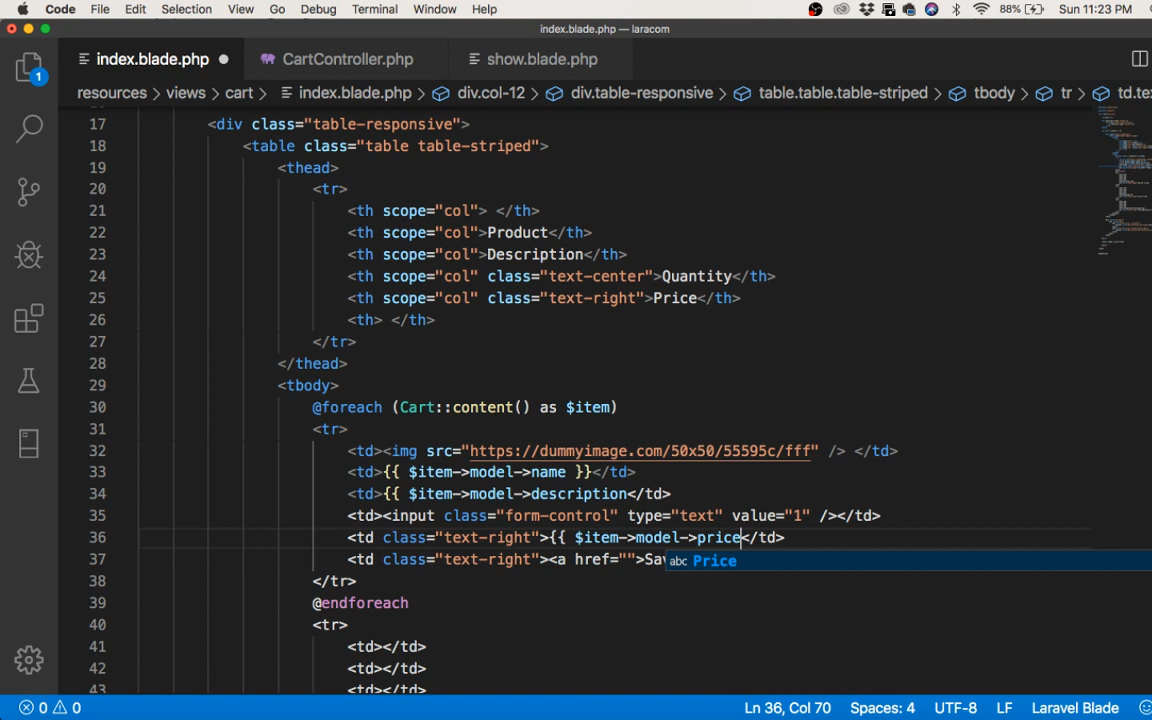 Code File Edit Selection View Go Debug Terminal Window Help 88% Sun 11:23 PM
index.blade.php — laracom
index.blade.php CartController.php show.blade.php
1
resources > views > cart > index.blade.php > div.col-12 > div.table-responsive > table.table.table-striped > tbody > tr > td.te
17 <div class="table-responsive">
18 <table class="table table-striped">
19 <thead>
20 <tr>
21 <th scope="col"> </th>
22 <th scope="col">Product</th>
23 <th scope="col">Description</th>
24 <th scope="col" class="text-center">Quantity</th>
25 <th scope="col" class="text-right">Price</th>
26 <th> </th>
27 </tr>
28 </thead>
29 <tbody>
30 @foreach (Cart::content() as $item)
31 <tr>
32 <td><img src="https://dummyimage.com/50x50/55595c/fff" /> </td>
33 <td>{{ $item->model->name }}</td>
34 <td>{{ $item->model->description</td>
35 <td><input class="form-control" type="text" value="1" /></td>
36 <td class="text-right">{{ $item->model->price</td>
37 <td class="text-right"><a href="">Sa
abc Price
38 </tr>
39 @endforeach
40 <tr>
41 <td></td>
42 <td></td>
43 <td></td>
0 0 Ln 36, Col 70 Spaces: 4 UTF-8 LF Laravel Blade